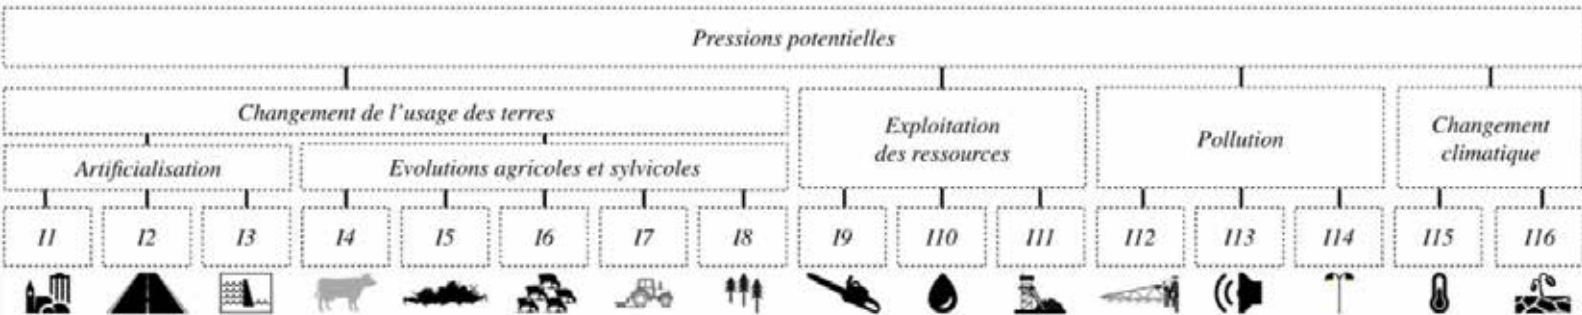 Pressions potentielles
Changement de l'usage des terres
Exploitation
des ressources
Pollution
Changement
climatique
Artificialisation
Evolutions agricoles et sylvicoles
I1 I2 I3 I4 I5 I6 I7 I8 I9 I10 I11 I12 I13 I14 I15 I16